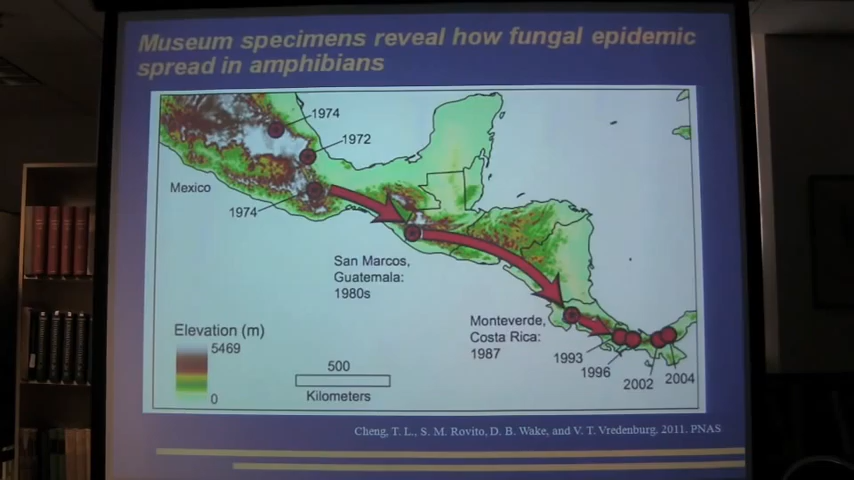 Museum specimens reveal how fungal epidemic
spread in amphibians
1974
1972
Mexico
1974
San Marcos,
Guatemala:
1980s
Monteverde,
Costa Rica:
1987
1993
1996
2002
2004
Elevation (m)
5469
0
500
Kilometers
Cheng, T. L., S. M. Rovito, D. B. Wake, and V. T. Vredenburg. 2011. PNAS